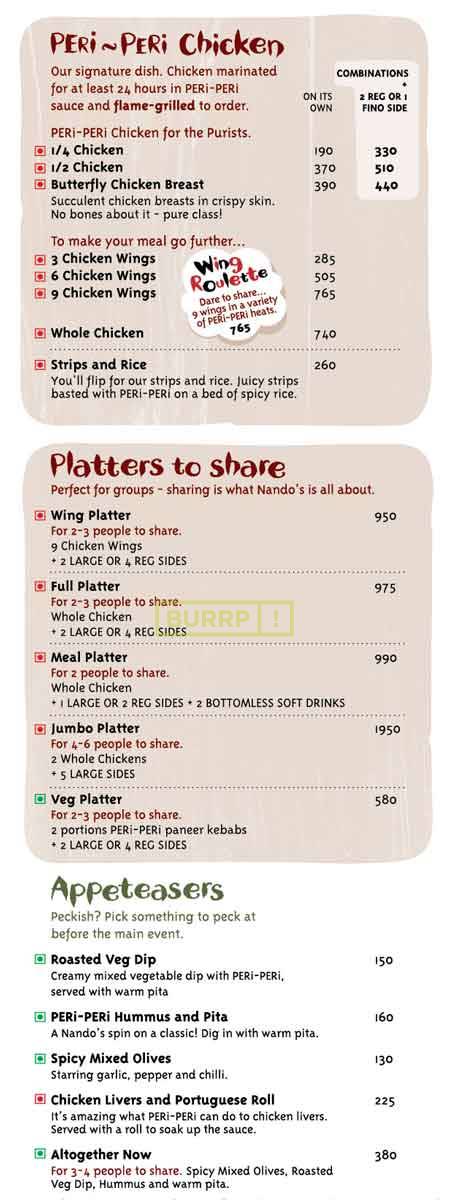 PERi~PERi Chicken
Our signature dish. Chicken marinated
for at least 24 hours in PERi-PERi
sauce and flame-grilled to order.
COMBINATIONS
+
ON ITS OWN
2 REG OR 1 FINO SIDE
PERi-PERi Chicken for the Purists.
1/4 Chicken 190 330
1/2 Chicken 370 510
Butterfly Chicken Breast 390 440
Succulent chicken breasts in crispy skin.
No bones about it - pure class!
To make your meal go further...
3 Chicken Wings 285
6 Chicken Wings 505
9 Chicken Wings 765
Wing
Roulette
Dare to share...
9 wings in a variety
of PERi-PERi heats.
765
Whole Chicken 740
Strips and Rice 260
You'll flip for our strips and rice. Juicy strips
basted with PERi-PERi on a bed of spicy rice.
Platters to share
Perfect for groups - sharing is what Nando's is all about.
Wing Platter 950
For 2-3 people to share.
9 Chicken Wings
+ 2 LARGE OR 4 REG SIDES
Full Platter 975
For 2-3 people to share.
Whole Chicken
+ 2 LARGE OR 4 REG SIDES
BURRP!
Meal Platter 990
For 2 people to share.
Whole Chicken
+ 1 LARGE OR 2 REG SIDES + 2 BOTTOMLESS SOFT DRINKS
Jumbo Platter 1950
For 4-6 people to share.
2 Whole Chickens
+ 5 LARGE SIDES
Veg Platter 580
For 2-3 people to share.
2 portions PERi-PERi paneer kebabs
+ 2 LARGE OR 4 REG SIDES
Appeteasers
Peckish? Pick something to peck at
before the main event.
Roasted Veg Dip 150
Creamy mixed vegetable dip with PERi-PERi,
served with warm pita
PERi-PERi Hummus and Pita 160
A Nando's spin on a classic! Dig in with warm pita.
Spicy Mixed Olives 130
Starring garlic, pepper and chilli.
Chicken Livers and Portuguese Roll 225
It's amazing what PERi-PERi can do to chicken livers.
Served with a roll to soak up the sauce.
Altogether Now 380
For 3-4 people to share. Spicy Mixed Olives, Roasted
Veg Dip, Hummus and warm pita.